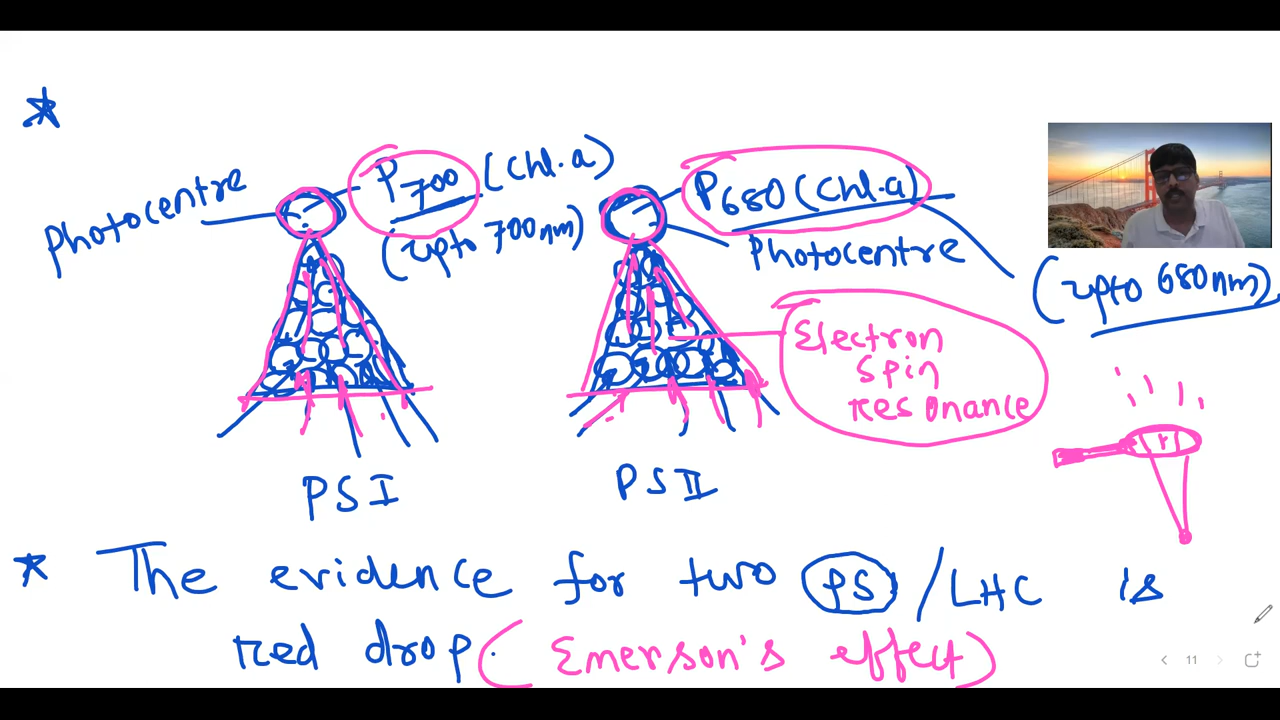 Photocentre
P700 (Chl.a)
(upto 700nm)
P680 (Chl.a)
Photocentre
(upto 680nm)
Electron
spin
resonance
PS I
PS II
* The evidence for two PS / LHC is
red drop. (Emerson's effect)
11